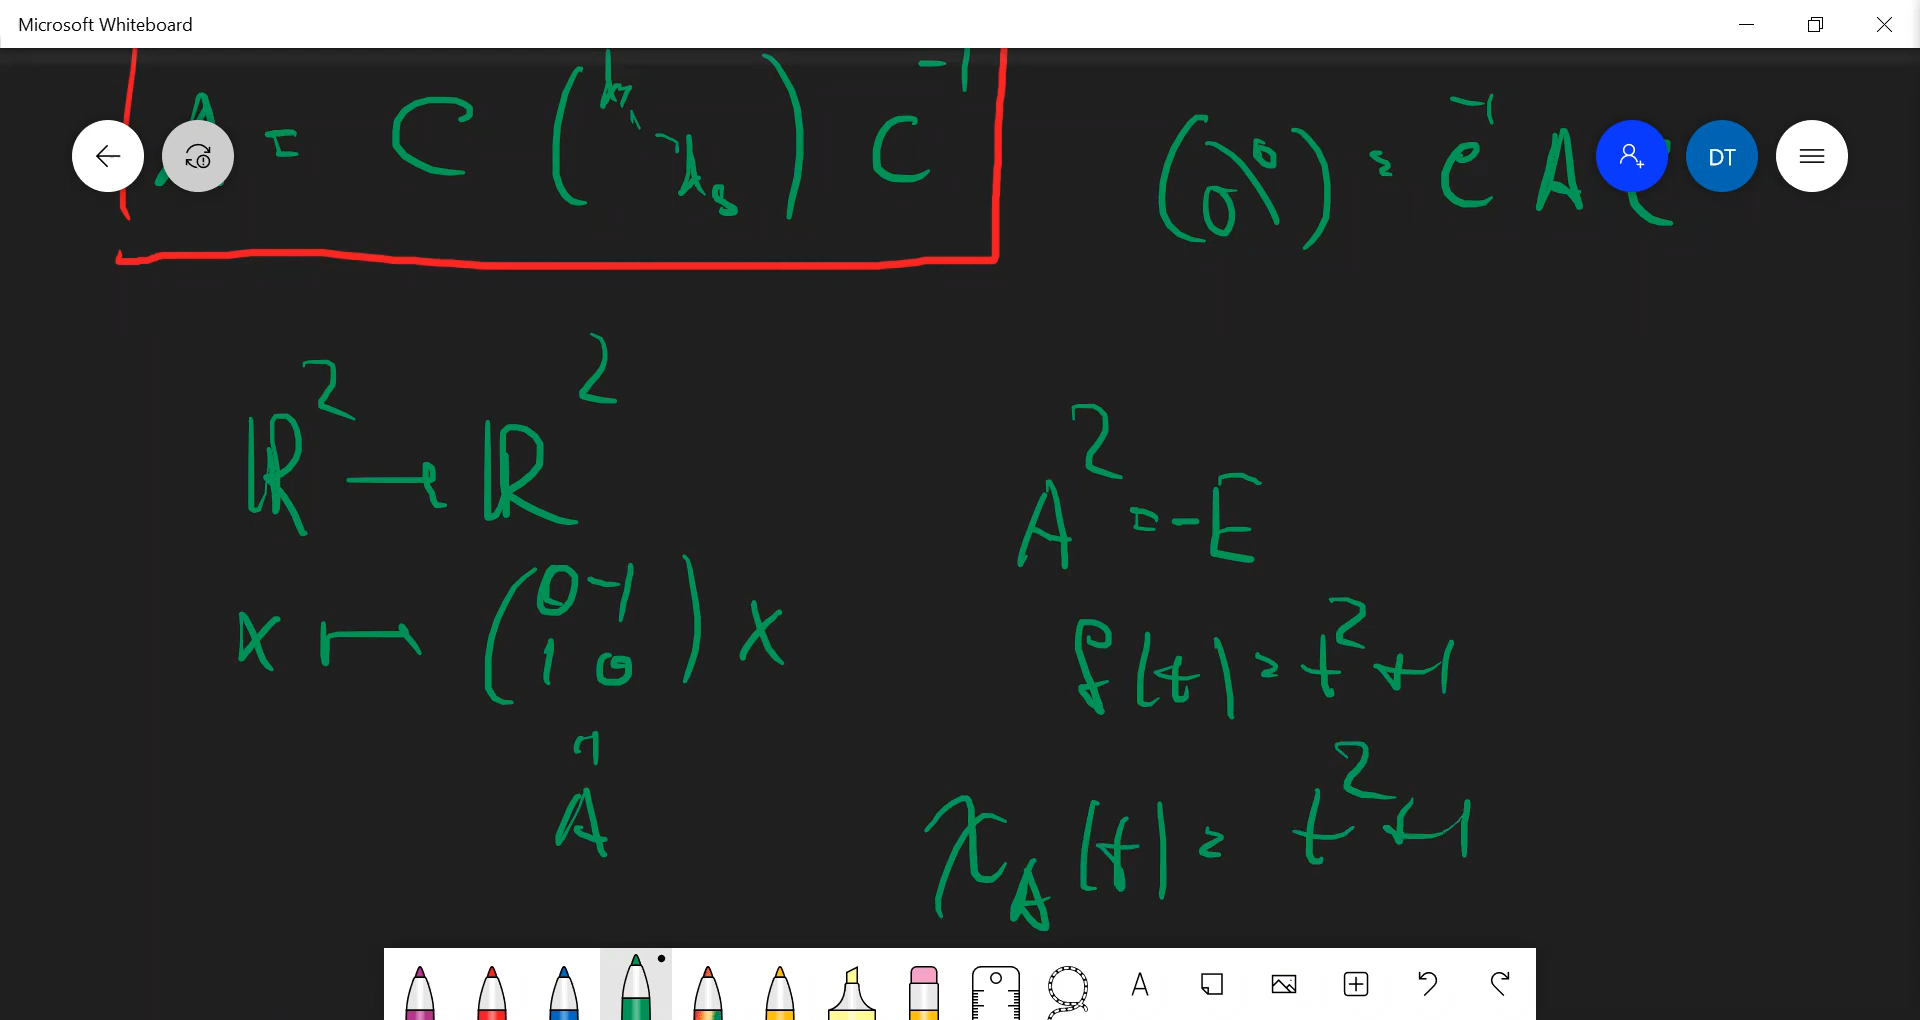 Microsoft Whiteboard
A = C ( λ₁ ⋱ λₛ ) C⁻¹
( 0 \ 0 ) = C⁻¹ A C
DT
ℝ² → ℝ²
A² = -E
x ↦ ( 0 -1
1 0 ) x
f(t) = t² + 1
A
χ_A(t) = t² + 1
A